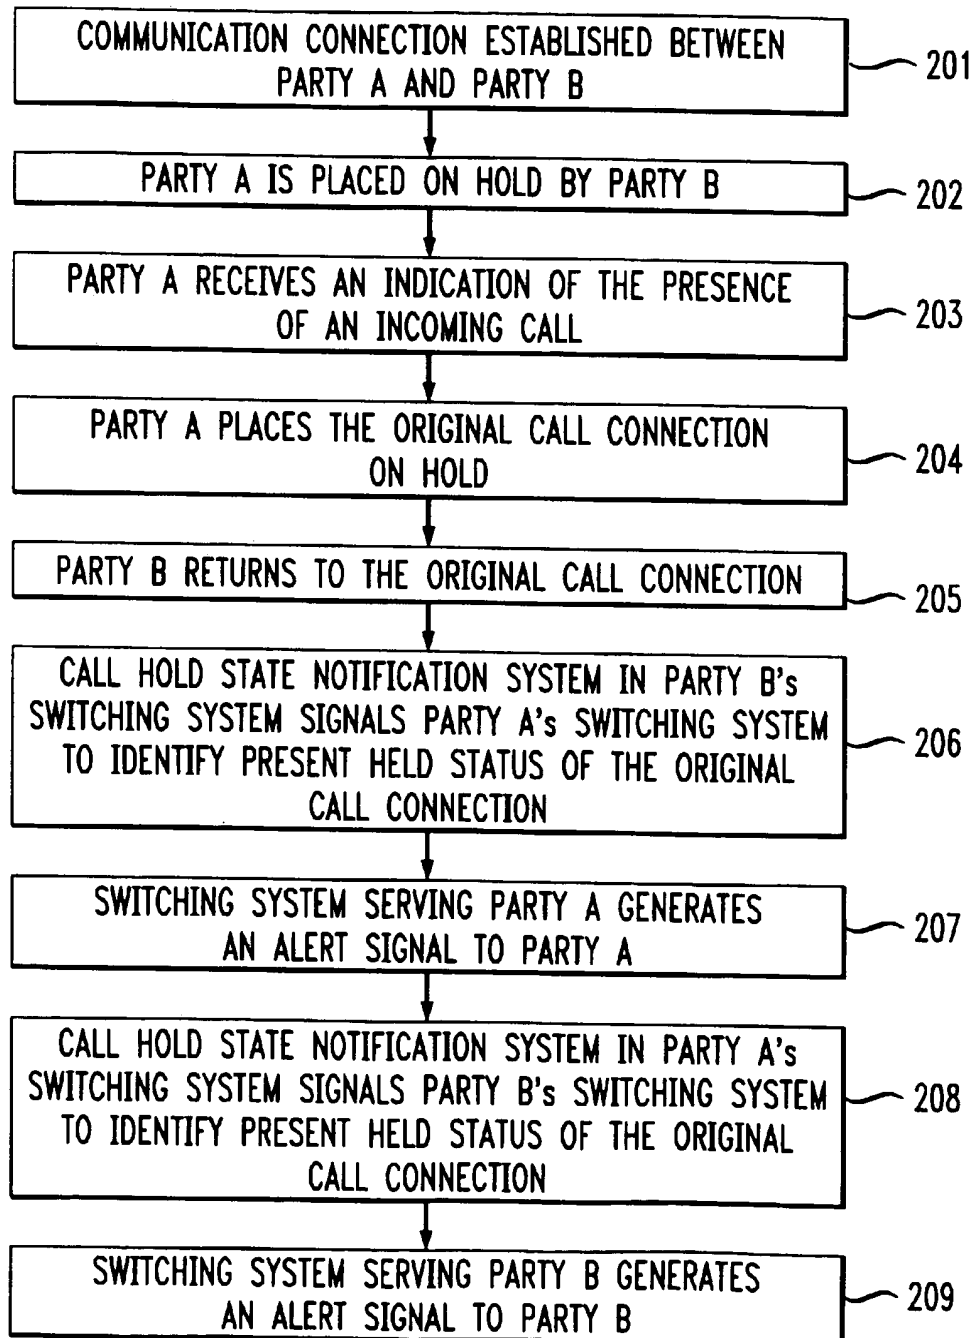 COMMUNICATION CONNECTION ESTABLISHED BETWEEN
PARTY A AND PARTY B
201
PARTY A IS PLACED ON HOLD BY PARTY B
202
PARTY A RECEIVES AN INDICATION OF THE PRESENCE
OF AN INCOMING CALL
203
PARTY A PLACES THE ORIGINAL CALL CONNECTION
ON HOLD
204
PARTY B RETURNS TO THE ORIGINAL CALL CONNECTION
205
CALL HOLD STATE NOTIFICATION SYSTEM IN PARTY B's
SWITCHING SYSTEM SIGNALS PARTY A's SWITCHING SYSTEM
TO IDENTIFY PRESENT HELD STATUS OF THE ORIGINAL
CALL CONNECTION
206
SWITCHING SYSTEM SERVING PARTY A GENERATES
AN ALERT SIGNAL TO PARTY A
207
CALL HOLD STATE NOTIFICATION SYSTEM IN PARTY A's
SWITCHING SYSTEM SIGNALS PARTY B's SWITCHING SYSTEM
TO IDENTIFY PRESENT HELD STATUS OF THE ORIGINAL
CALL CONNECTION
208
SWITCHING SYSTEM SERVING PARTY B GENERATES
AN ALERT SIGNAL TO PARTY B
209